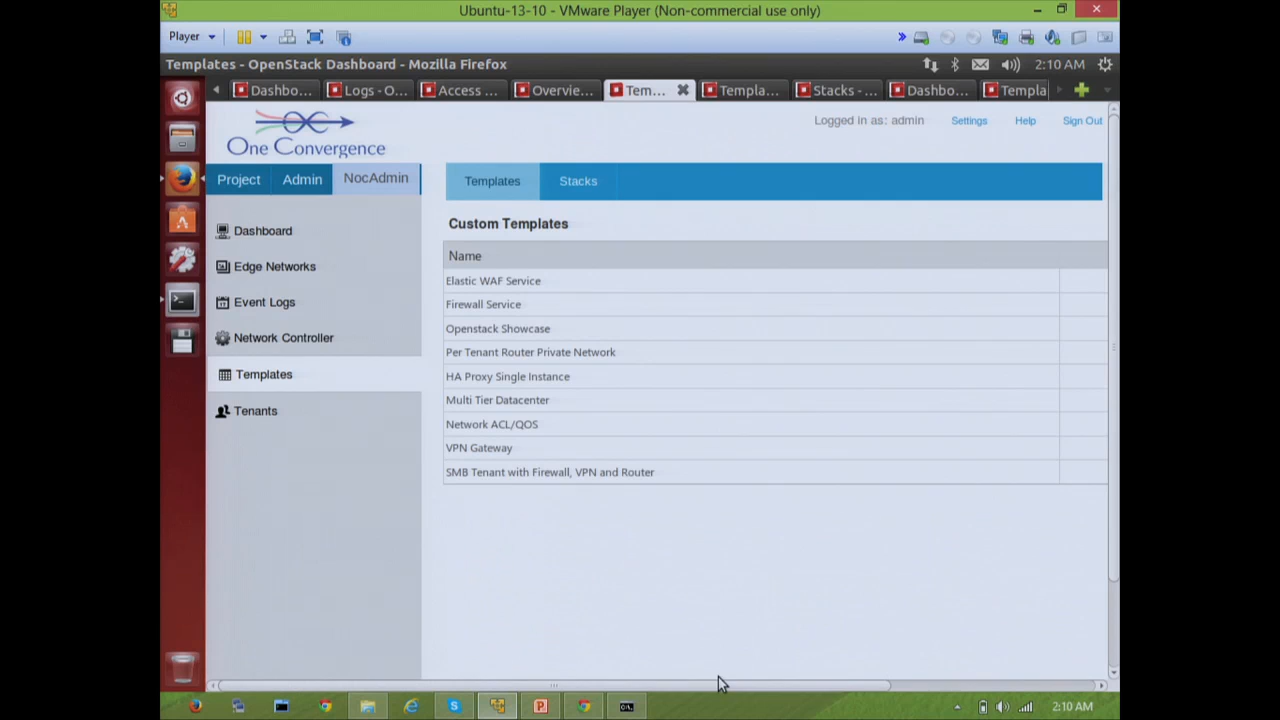 Ubuntu-13-10 - VMware Player (Non-commercial use only)
Player
Templates - OpenStack Dashboard - Mozilla Firefox
2:10 AM
Dashbo...
Logs - O...
Access ...
Overvie...
Tem...
Templa...
Stacks - ...
Dashbo...
Templa
One Convergence
Logged in as: admin
Settings
Help
Sign Out
Project
Admin
NocAdmin
Templates
Stacks
Dashboard
Edge Networks
Event Logs
Network Controller
Templates
Tenants
Custom Templates
Name
Elastic WAF Service
Firewall Service
Openstack Showcase
Per Tenant Router Private Network
HA Proxy Single Instance
Multi Tier Datacenter
Network ACL/QOS
VPN Gateway
SMB Tenant with Firewall, VPN and Router
2:10 AM